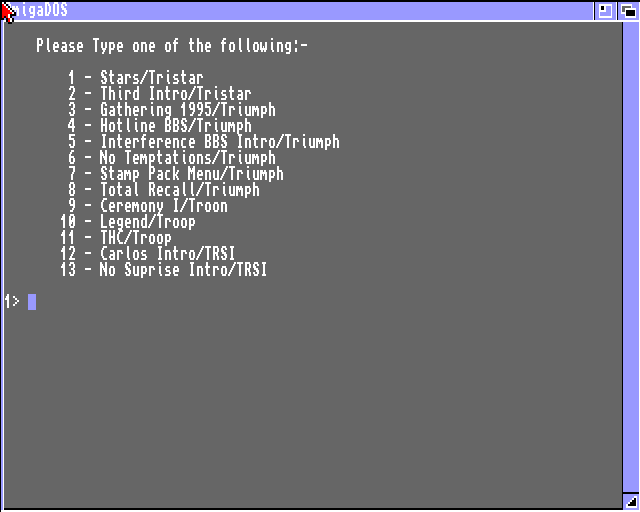 AmigaDOS
Please Type one of the following:-
1 - Stars/Tristar
2 - Third Intro/Tristar
3 - Gathering 1995/Triumph
4 - Hotline BBS/Triumph
5 - Interference BBS Intro/Triumph
6 - No Temptations/Triumph
7 - Stamp Pack Menu/Triumph
8 - Total Recall/Triumph
9 - Ceremony I/Troon
10 - Legend/Troop
11 - THC/Troop
12 - Carlos Intro/TRSI
13 - No Suprise Intro/TRSI
1>